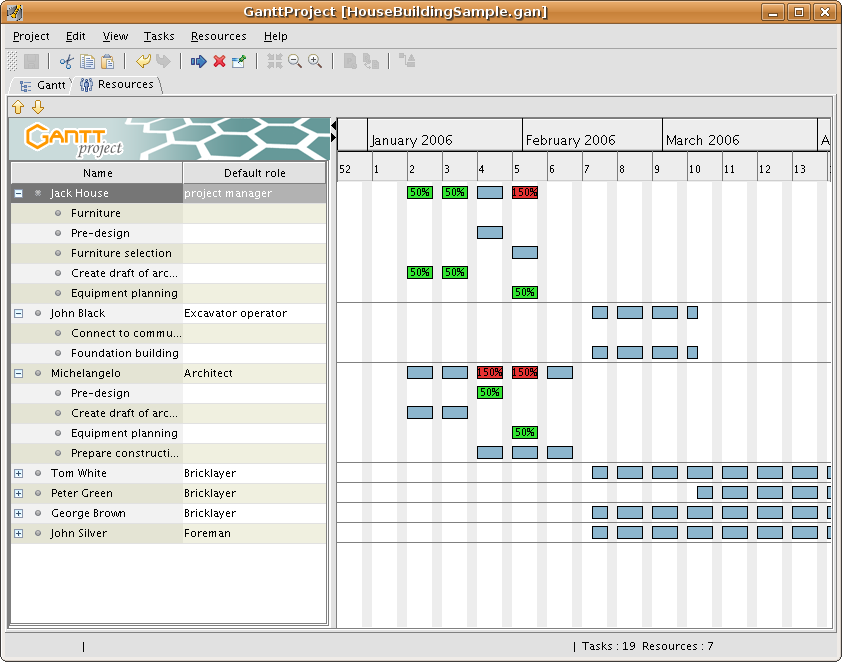 GanttProject [HouseBuildingSample.gan]
Project Edit View Tasks Resources Help
Gantt Resources
GANTT project
January 2006 February 2006 March 2006 A
Name Default role 52 1 2 3 4 5 6 7 8 9 10 11 12 13
Jack House project manager 50% 50% 150%
Furniture
Pre-design
Furniture selection
Create draft of arc... 50% 50%
Equipment planning 50%
John Black Excavator operator
Connect to commu...
Foundation building
Michelangelo Architect 150% 150%
Pre-design 50%
Create draft of arc...
Equipment planning 50%
Prepare constructi...
Tom White Bricklayer
Peter Green Bricklayer
George Brown Bricklayer
John Silver Foreman
Tasks : 19 Resources : 7